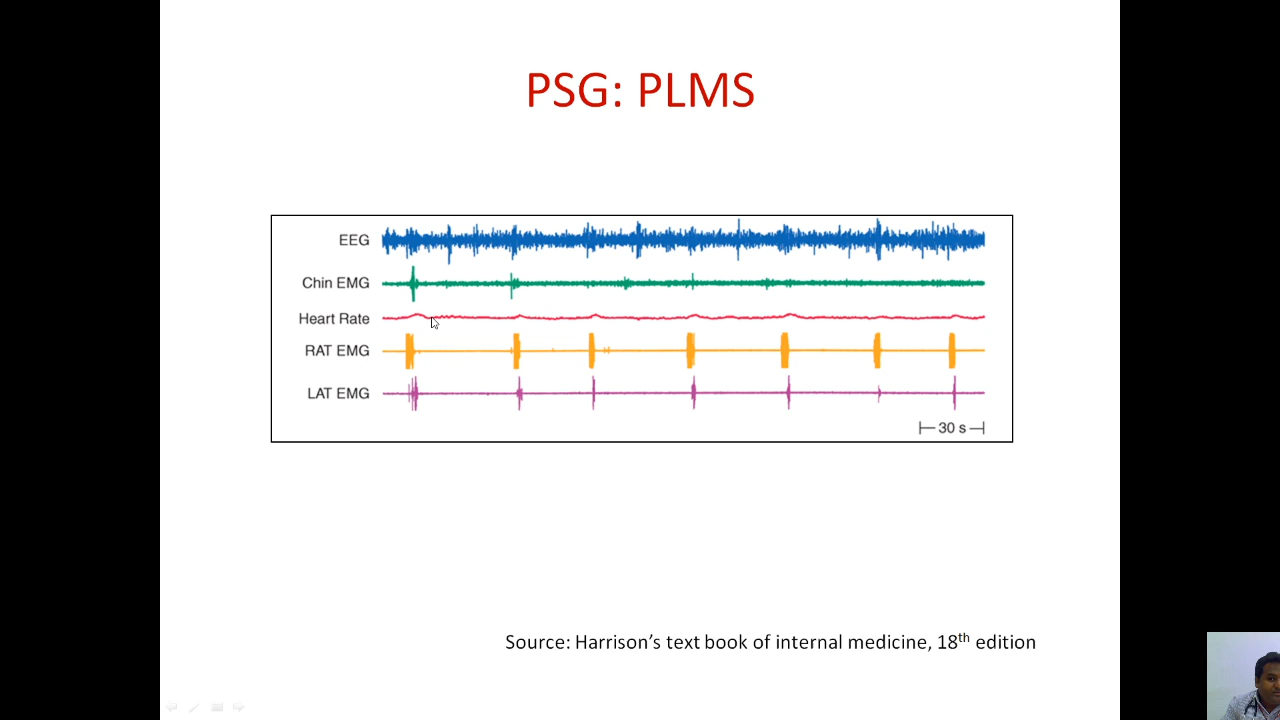 PSG: PLMS
EEG
Chin EMG
Heart Rate
RAT EMG
LAT EMG
30 s
Source: Harrison’s text book of internal medicine, 18th edition